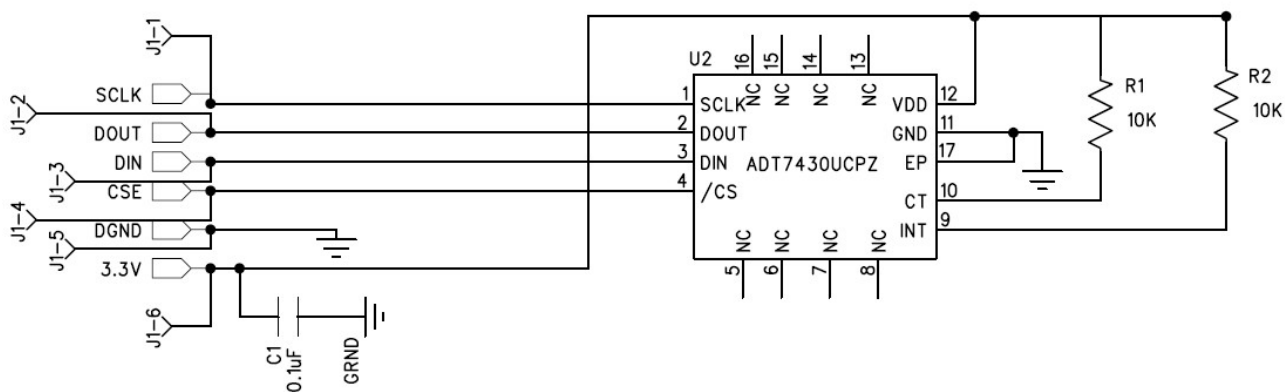 J1-1
SCLK
J1-2
DOUT
DIN
J1-3
CSE
J1-4
DGND
J1-5
3.3V
J1-6
C1
0.1uF
GRND
U2
16
15
14
13
NC
NC
NC
NC
1
SCLK
2
DOUT
3
DIN
4
/CS
ADT7430UCPZ
VDD
12
GND
11
EP
17
CT
10
INT
9
NC
NC
NC
NC
5
6
7
8
R1
10K
R2
10K